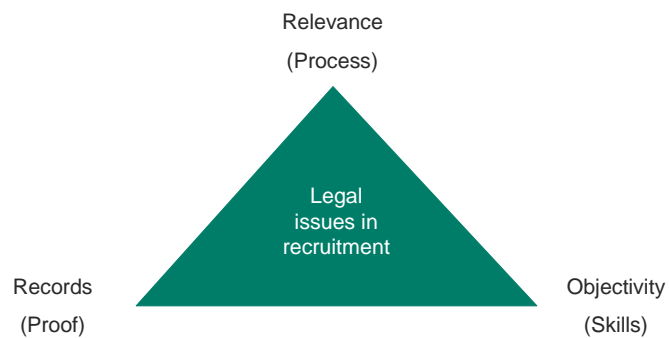 Relevance
(Process)
Legal
issues in
recruitment
Records
(Proof)
Objectivity
(Skills)